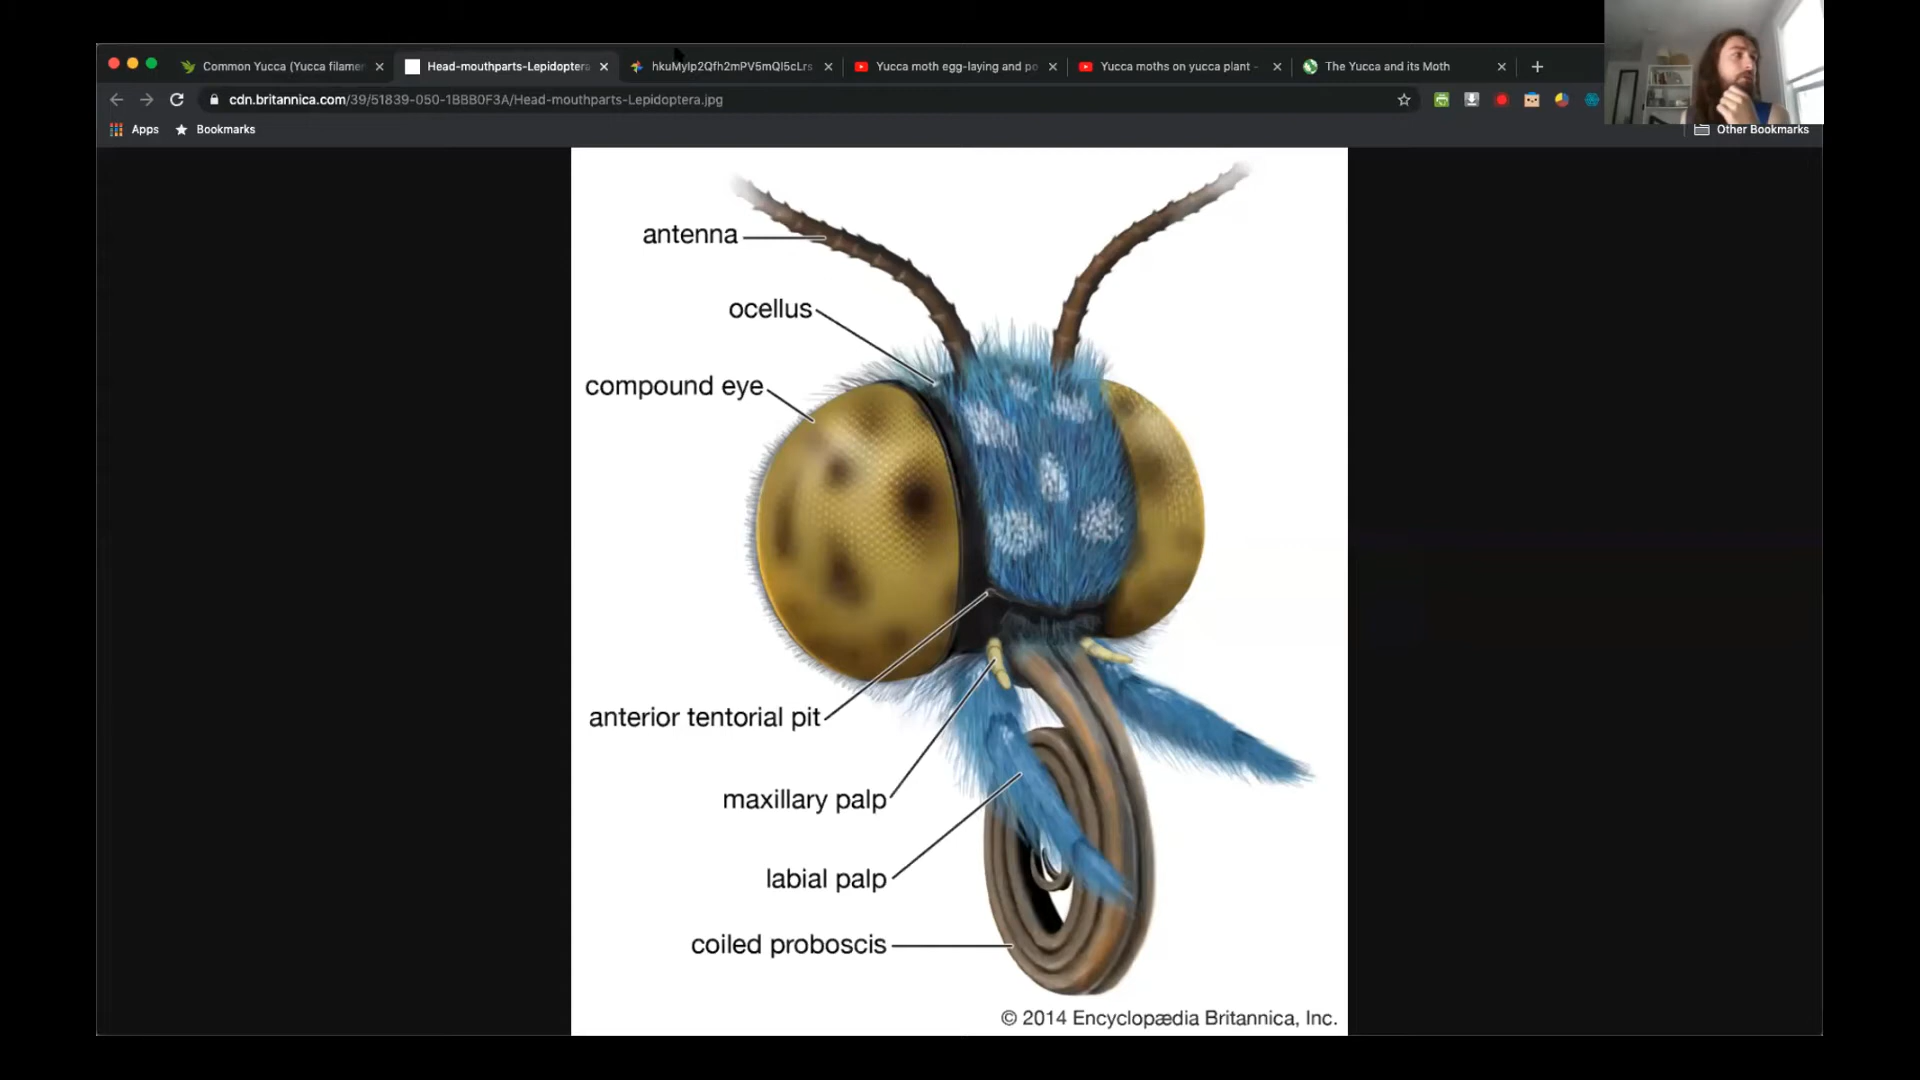 Common Yucca (Yucca filamen
Head-mouthparts-Lepidoptera
hkuMyIp2Qfh2mPV5mQI5cLrs
Yucca moth egg-laying and po
Yucca moths on yucca plant -
The Yucca and its Moth
cdn.britannica.com/39/51839-050-1BBB0F3A/Head-mouthparts-Lepidoptera.jpg
Apps
Bookmarks
Other Bookmarks
antenna
ocellus
compound eye
anterior tentorial pit
maxillary palp
labial palp
coiled proboscis
© 2014 Encyclopædia Britannica, Inc.